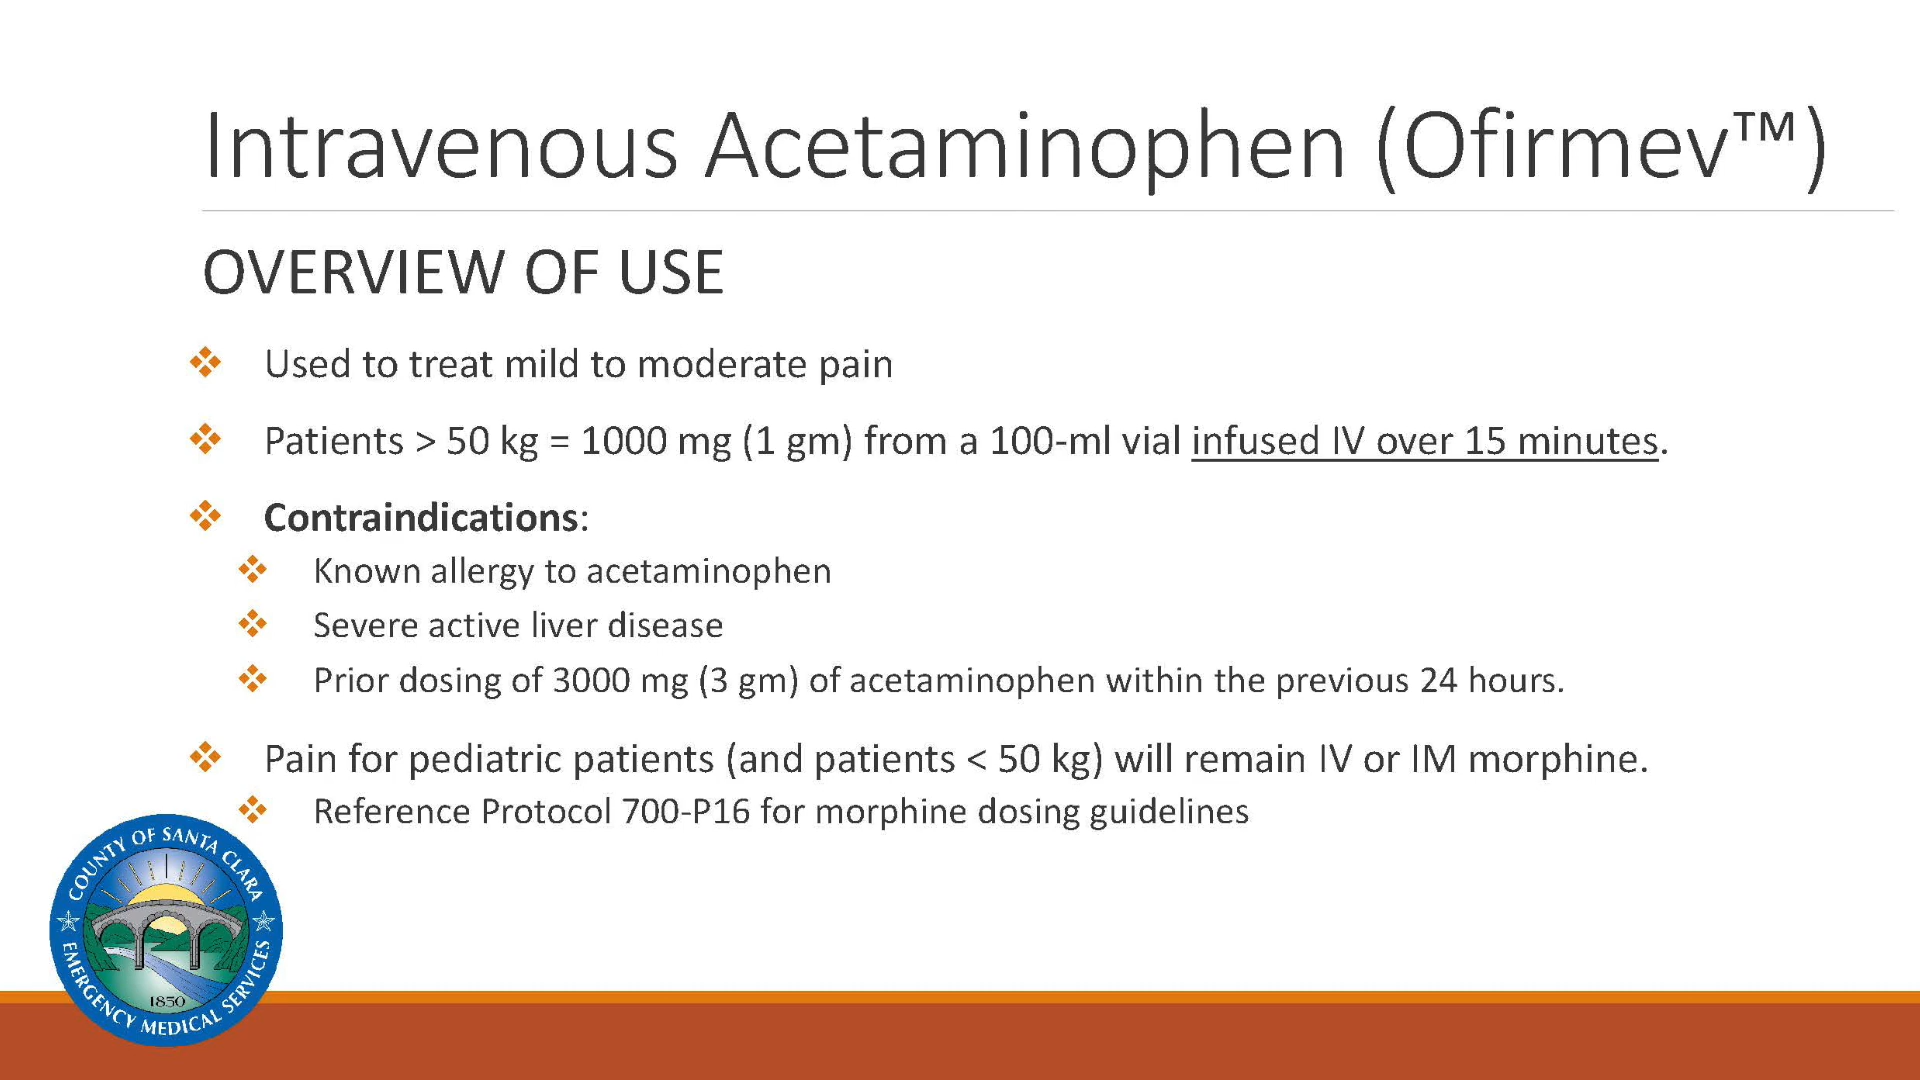 Intravenous Acetaminophen (Ofirmev™)
OVERVIEW OF USE
❖ Used to treat mild to moderate pain
❖ Patients > 50 kg = 1000 mg (1 gm) from a 100-ml vial infused IV over 15 minutes.
❖ Contraindications:
❖ Known allergy to acetaminophen
❖ Severe active liver disease
❖ Prior dosing of 3000 mg (3 gm) of acetaminophen within the previous 24 hours.
❖ Pain for pediatric patients (and patients < 50 kg) will remain IV or IM morphine.
❖ Reference Protocol 700-P16 for morphine dosing guidelines
COUNTY OF SANTA CLARA
EMERGENCY MEDICAL SERVICES
1850